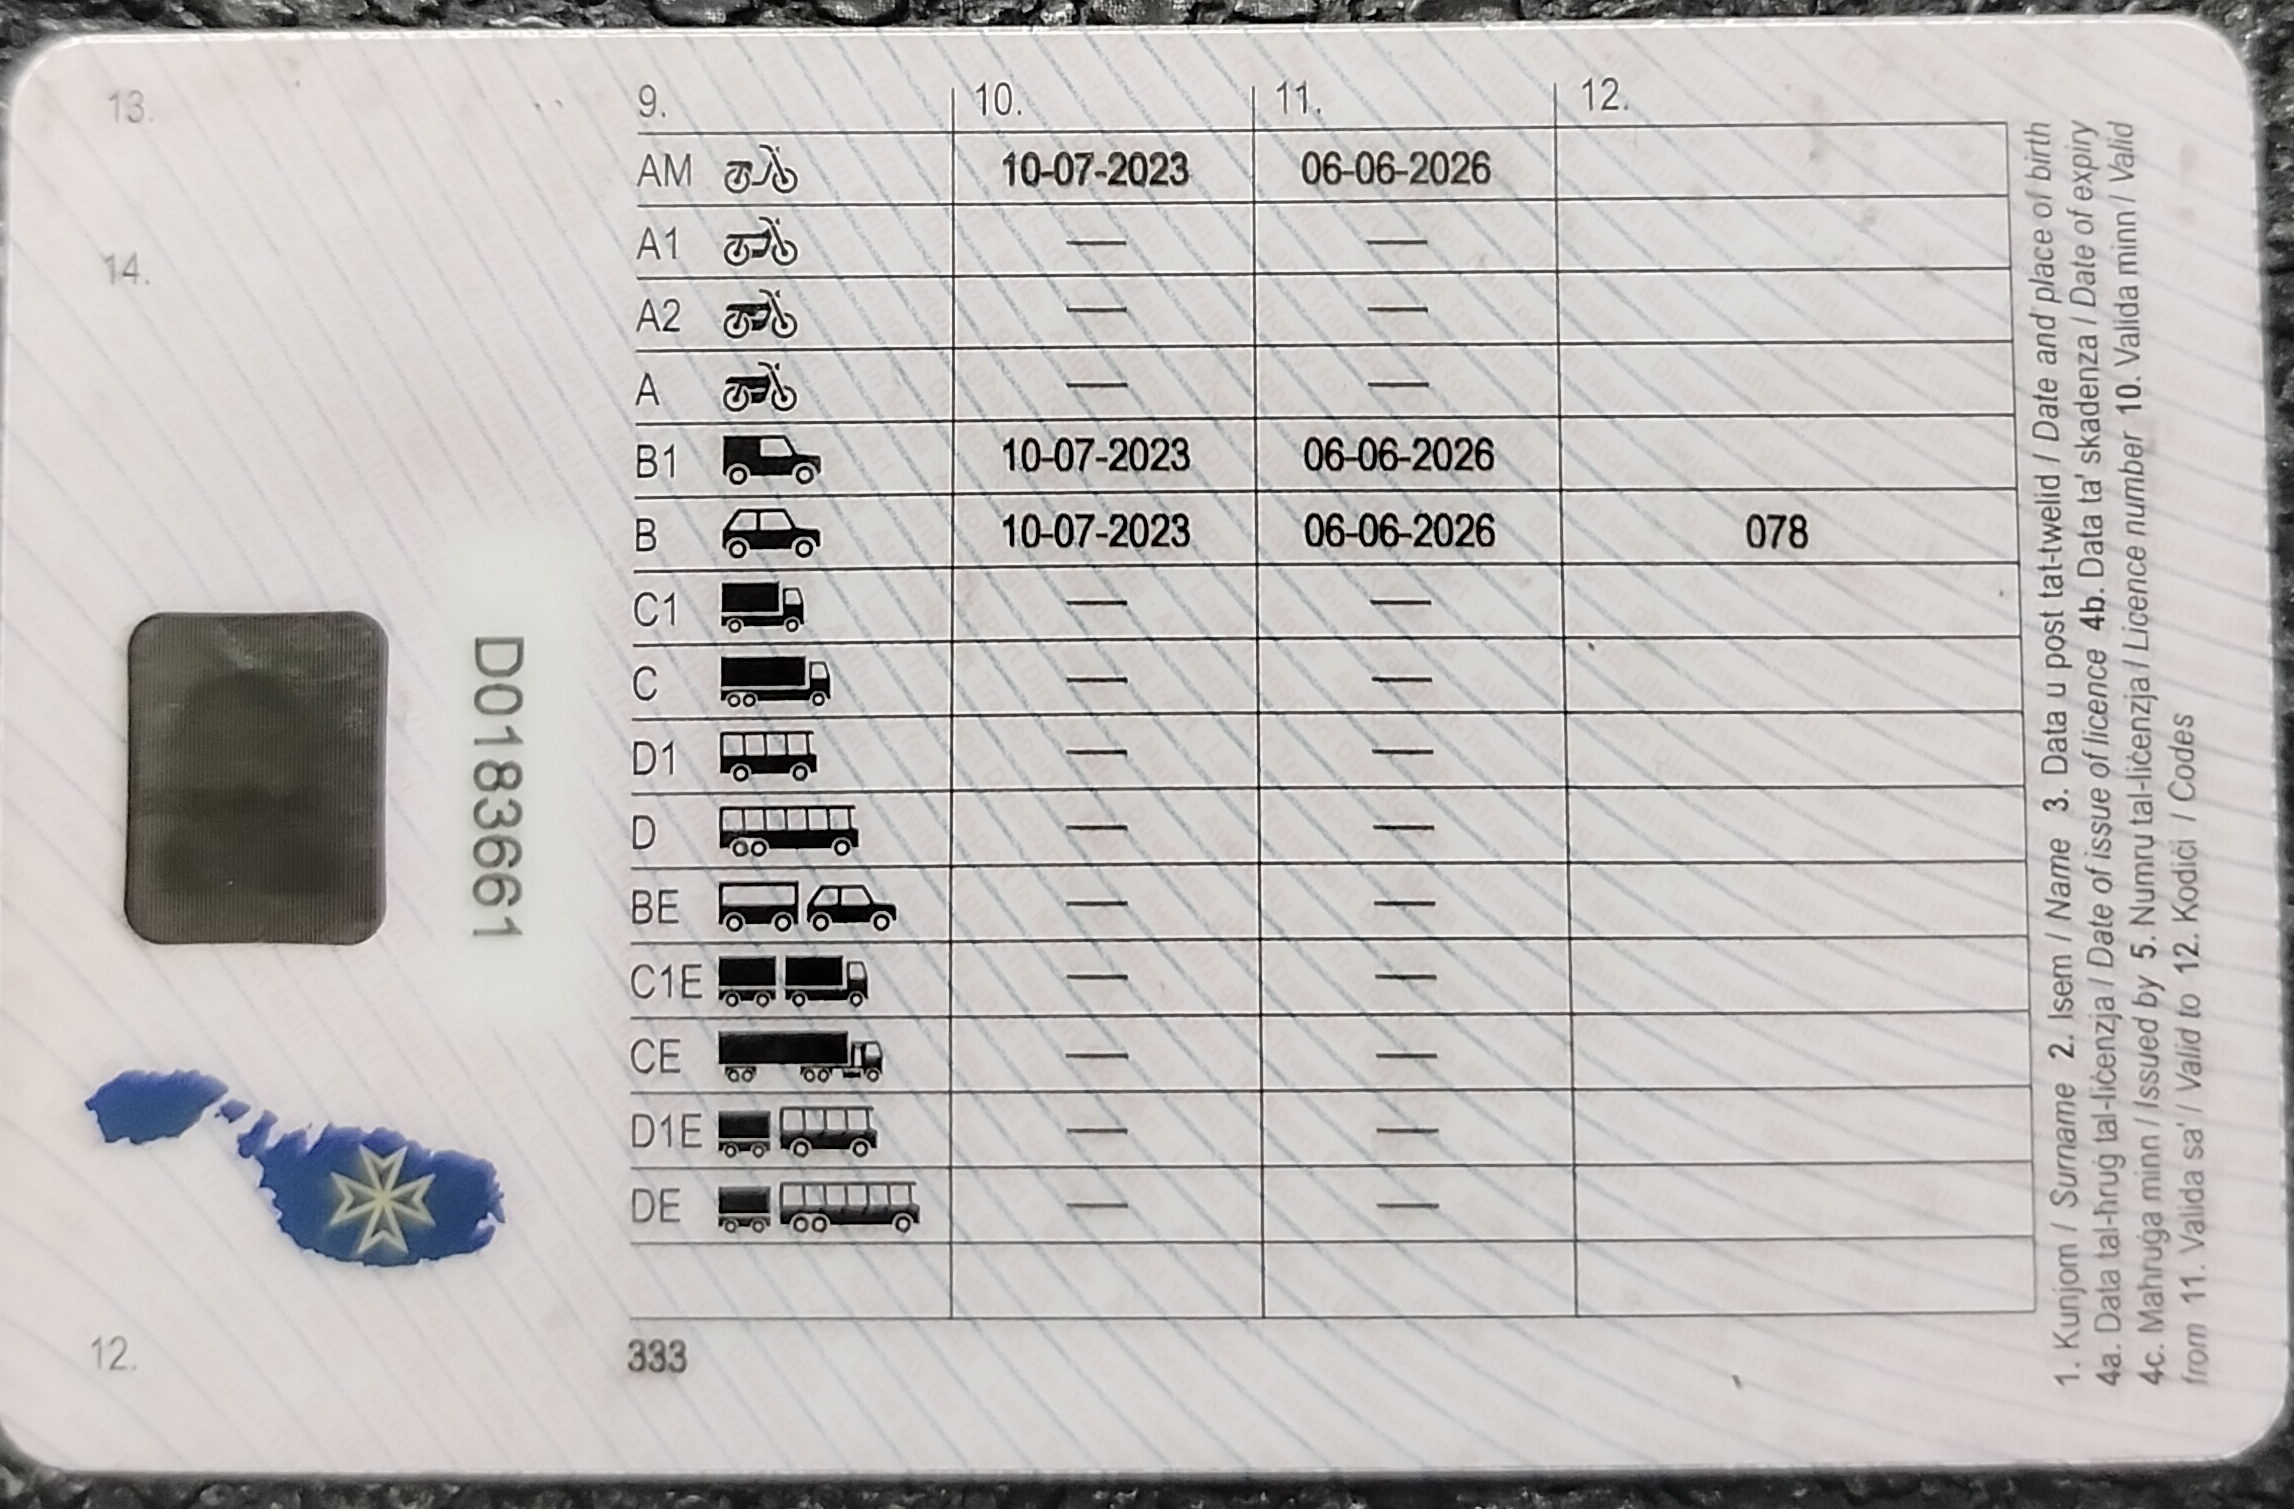 13.
14.
D0183661
12.
9. 10. 11. 12.
AM 10-07-2023 06-06-2026
A1 — —
A2 — —
A — —
B1 10-07-2023 06-06-2026
B 10-07-2023 06-06-2026 078
C1 — —
C — —
D1 — —
D — —
BE — —
C1E — —
CE — —
D1E — —
DE — —
333
1. Kunjom / Surname 2. Isem / Name 3. Data u post tat-twelid / Date and place of birth
4a. Data tal-ħruġ tal-liċenzja / Date of issue of licence 4b. Data ta' skadenza / Date of expiry
4c. Maħruġa minn / Issued by 5. Numru tal-liċenzja / Licence number 10. Valida minn / Valid
from 11. Valida sa' / Valid to 12. Kodiċi / Codes